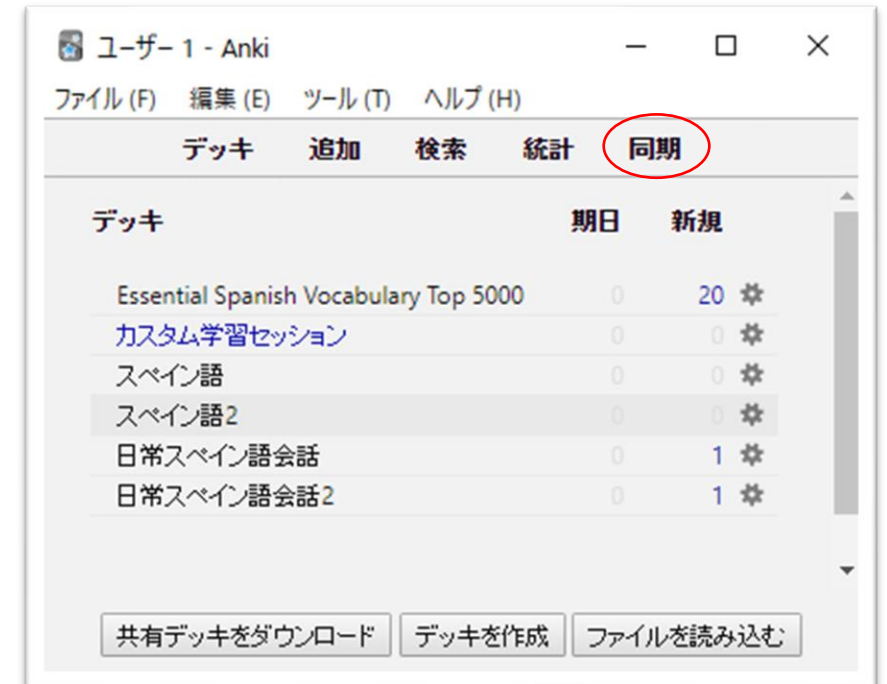 ユーザー 1 - Anki
ファイル (F) 編集 (E) ツール (T) ヘルプ (H)
デッキ 追加 検索 統計 同期
デッキ 期日 新規
Essential Spanish Vocabulary Top 5000 0 20
カスタム学習セッション 0 0
スペイン語 0 0
スペイン語2 0 0
日常スペイン語会話 0 1
日常スペイン語会話2 0 1
共有デッキをダウンロード デッキを作成 ファイルを読み込む